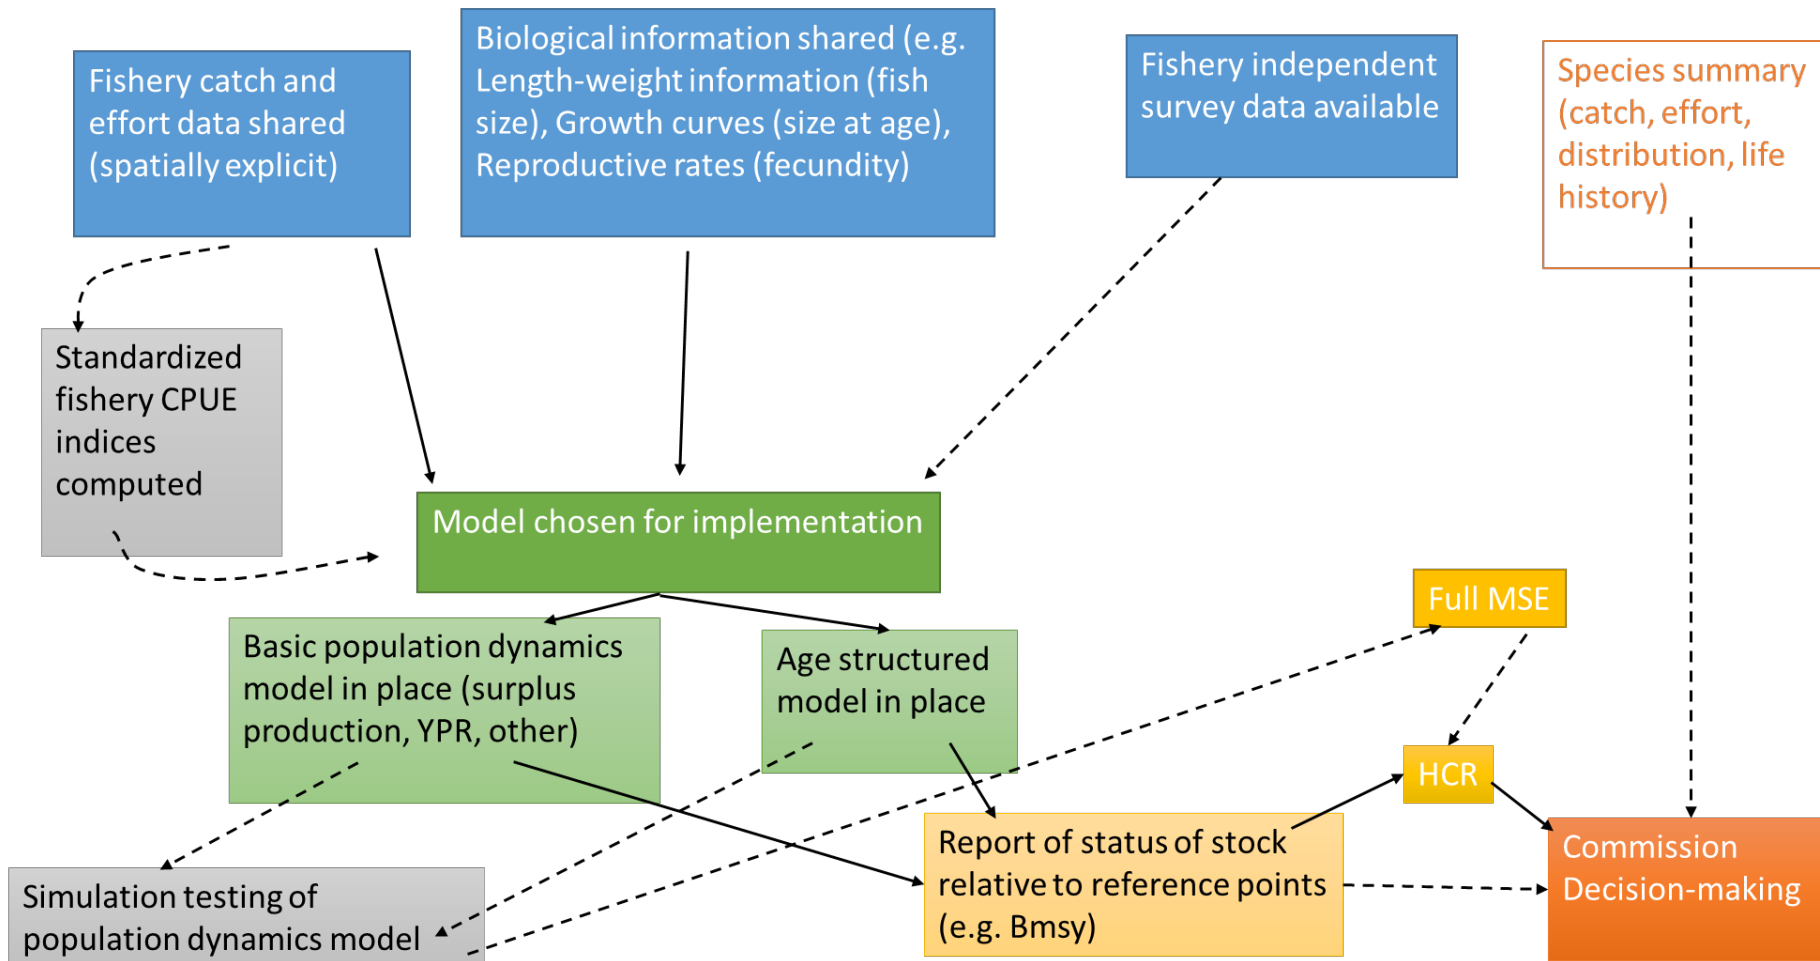 Fishery catch and
effort data shared
(spatially explicit)
Biological information shared (e.g.
Length-weight information (fish
size), Growth curves (size at age),
Reproductive rates (fecundity)
Fishery independent
survey data available
Species summary
(catch, effort,
distribution, life
history)
Standardized
fishery CPUE
indices
computed
Model chosen for implementation
Full MSE
Basic population dynamics
model in place (surplus
production, YPR, other)
Age structured
model in place
HCR
Report of status of stock
relative to reference points
(e.g. Bmsy)
Commission
Decision-making
Simulation testing of
population dynamics model